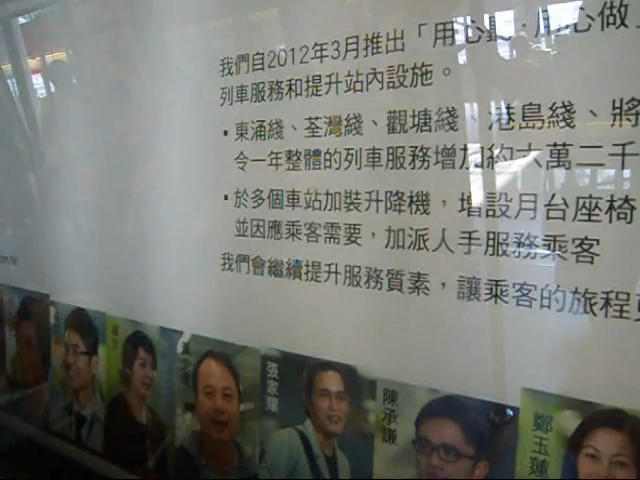 我們自2012年3月推出「用心聽．用心做」
列車服務和提升站內設施。
▪ 東涌綫、荃灣綫、觀塘綫、港島綫、將
令一年整體的列車服務增加約六萬二千
▪ 於多個車站加裝升降機，增設月台座椅
並因應乘客需要，加派人手服務乘客
我們會繼續提升服務質素，讓乘客的旅程更
陳承謙
鄭玉蓮